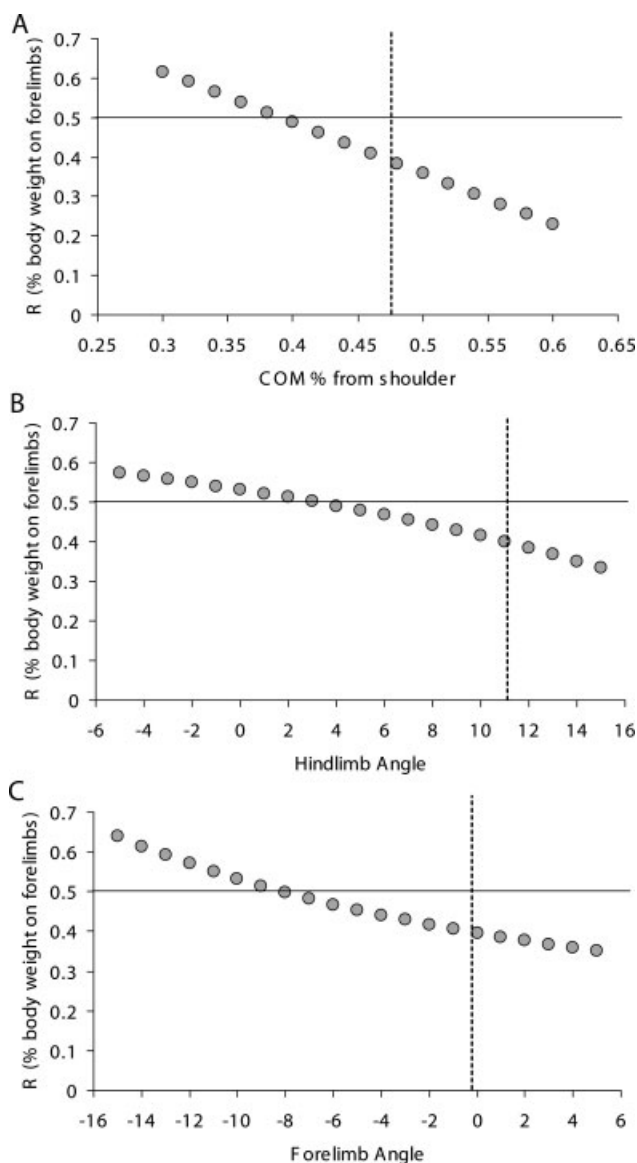 A
R (% body weight on forelimbs)
0.7
0.6
0.5
0.4
0.3
0.2
0.1
0
0.25 0.3 0.35 0.4 0.45 0.5 0.55 0.6 0.65
COM % from shoulder
B
R (% body weight on forelimbs)
0.7
0.6
0.5
0.4
0.3
0.2
0.1
0
-6 -4 -2 0 2 4 6 8 10 12 14 16
Hindlimb Angle
C
R (% body weight on forelimbs)
0.7
0.6
0.5
0.4
0.3
0.2
0.1
0
-16 -14 -12 -10 -8 -6 -4 -2 0 2 4 6
Forelimb Angle